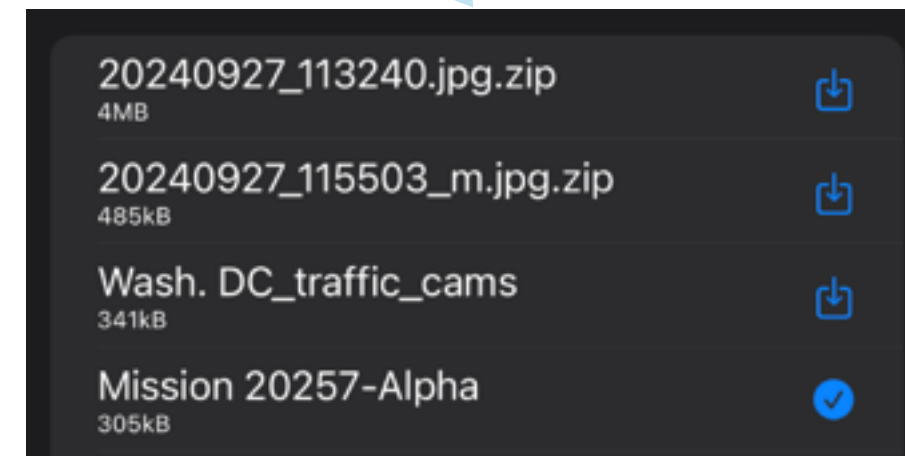 20240927_113240.jpg.zip
4MB
20240927_115503_m.jpg.zip
485kB
Wash. DC_traffic_cams
341kB
Mission 20257-Alpha
305kB